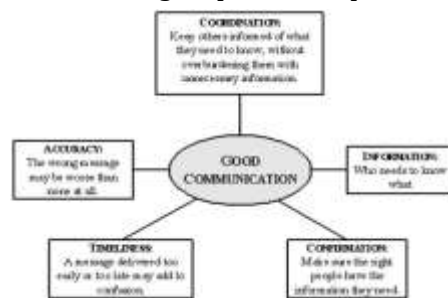 COORDINATION:
Keep others informed of what
they need to know, without
overburdening them with
unnecessary information.
ACCURACY:
The wrong message
may be worse than
none at all.
GOOD
COMMUNICATION
INFORMATION:
Who needs to know
what.
TIMELINESS:
A message delivered too
early or too late may add to
confusion.
CONFIRMATION:
Make sure the right
people have the
information they need.